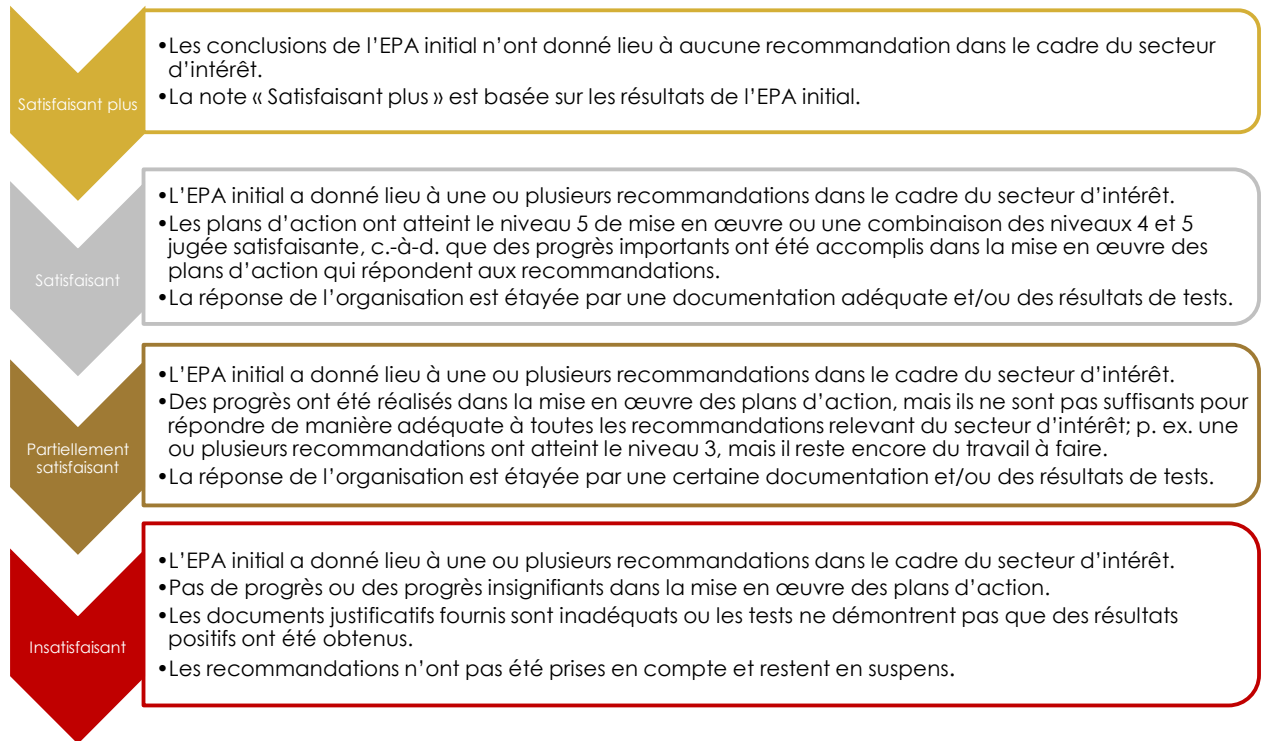 Satisfaisant plus
•Les conclusions de l’EPA initial n’ont donné lieu à aucune recommandation dans le cadre du secteur
d’intérêt.
•La note « Satisfaisant plus » est basée sur les résultats de l’EPA initial.
Satisfaisant
•L’EPA initial a donné lieu à une ou plusieurs recommandations dans le cadre du secteur d’intérêt.
•Les plans d’action ont atteint le niveau 5 de mise en œuvre ou une combinaison des niveaux 4 et 5
jugée satisfaisante, c.-à-d. que des progrès importants ont été accomplis dans la mise en œuvre des
plans d’action qui répondent aux recommandations.
•La réponse de l’organisation est étayée par une documentation adéquate et/ou des résultats de tests.
Partiellement
satisfaisant
•L’EPA initial a donné lieu à une ou plusieurs recommandations dans le cadre du secteur d’intérêt.
•Des progrès ont été réalisés dans la mise en œuvre des plans d’action, mais ils ne sont pas suffisants pour
répondre de manière adéquate à toutes les recommandations relevant du secteur d’intérêt; p. ex. une
ou plusieurs recommandations ont atteint le niveau 3, mais il reste encore du travail à faire.
•La réponse de l’organisation est étayée par une certaine documentation et/ou des résultats de tests.
Insatisfaisant
•L’EPA initial a donné lieu à une ou plusieurs recommandations dans le cadre du secteur d’intérêt.
•Pas de progrès ou des progrès insignifiants dans la mise en œuvre des plans d’action.
•Les documents justificatifs fournis sont inadéquats ou les tests ne démontrent pas que des résultats
positifs ont été obtenus.
•Les recommandations n’ont pas été prises en compte et restent en suspens.